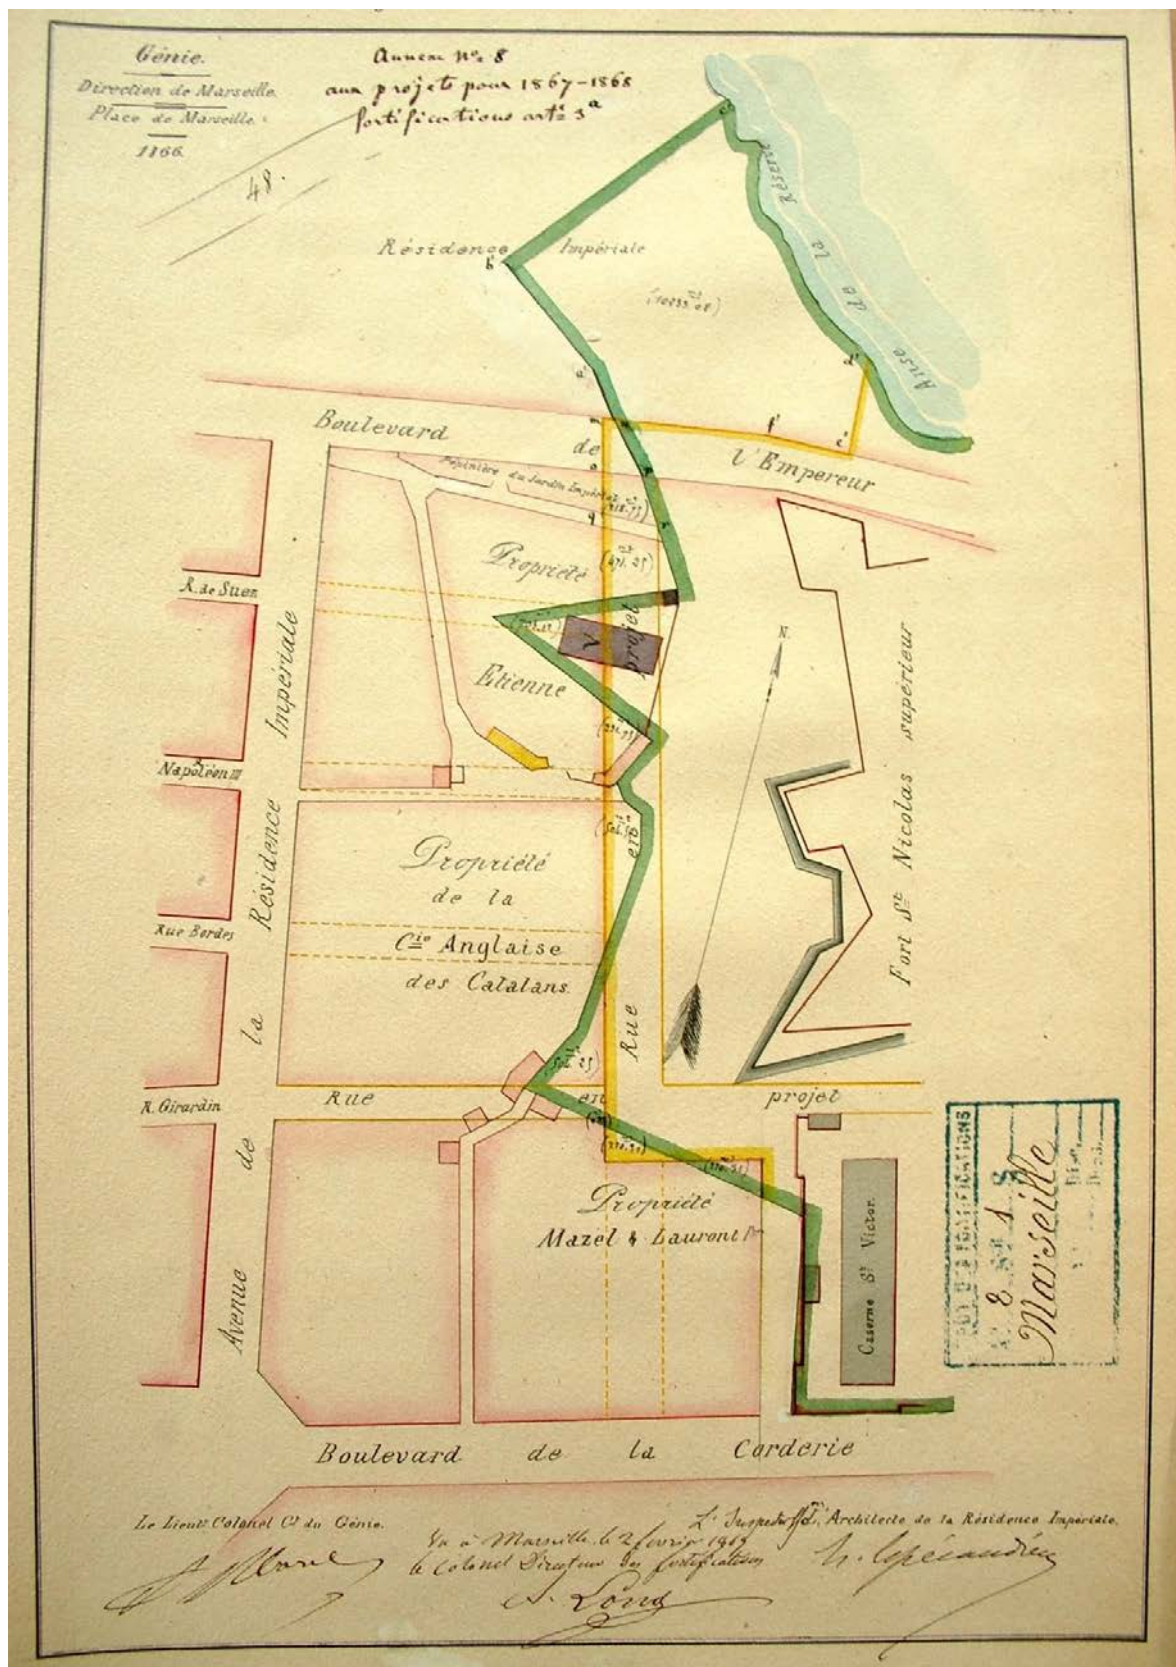 Génie.
Direction de Marseille.
Place de Marseille.
1866.
Annexe No. 8
aux projets pour 1867-1868
fortifications art. 3
48.
Résidence Impériale
b'
a'
d'
f'
e'
Anse de la Réserve
Boulevard de l'Empereur
Pépinière du Jardin Impérial
q
R. de Suez
Propriété
Etienne
V
projet
N.
Avenue de la Résidence Impériale
Napoléon III
Fort St. Nicolas supérieur
Propriété
de la
Cie Anglaise
des Catalans.
Rue Bordes
Rue en
R. Girardin
Rue en projet
Propriété
Mazel & Laurent
Caserne St. Victor.
Marseille
Boulevard de la Corderie
Le Lieutt Colonel Ct du Génie.
Vu à Marseille, le 2 février
le Colonel Directeur des fortifications
L'Inspecteur L'Architecte de la Résidence Impériale.